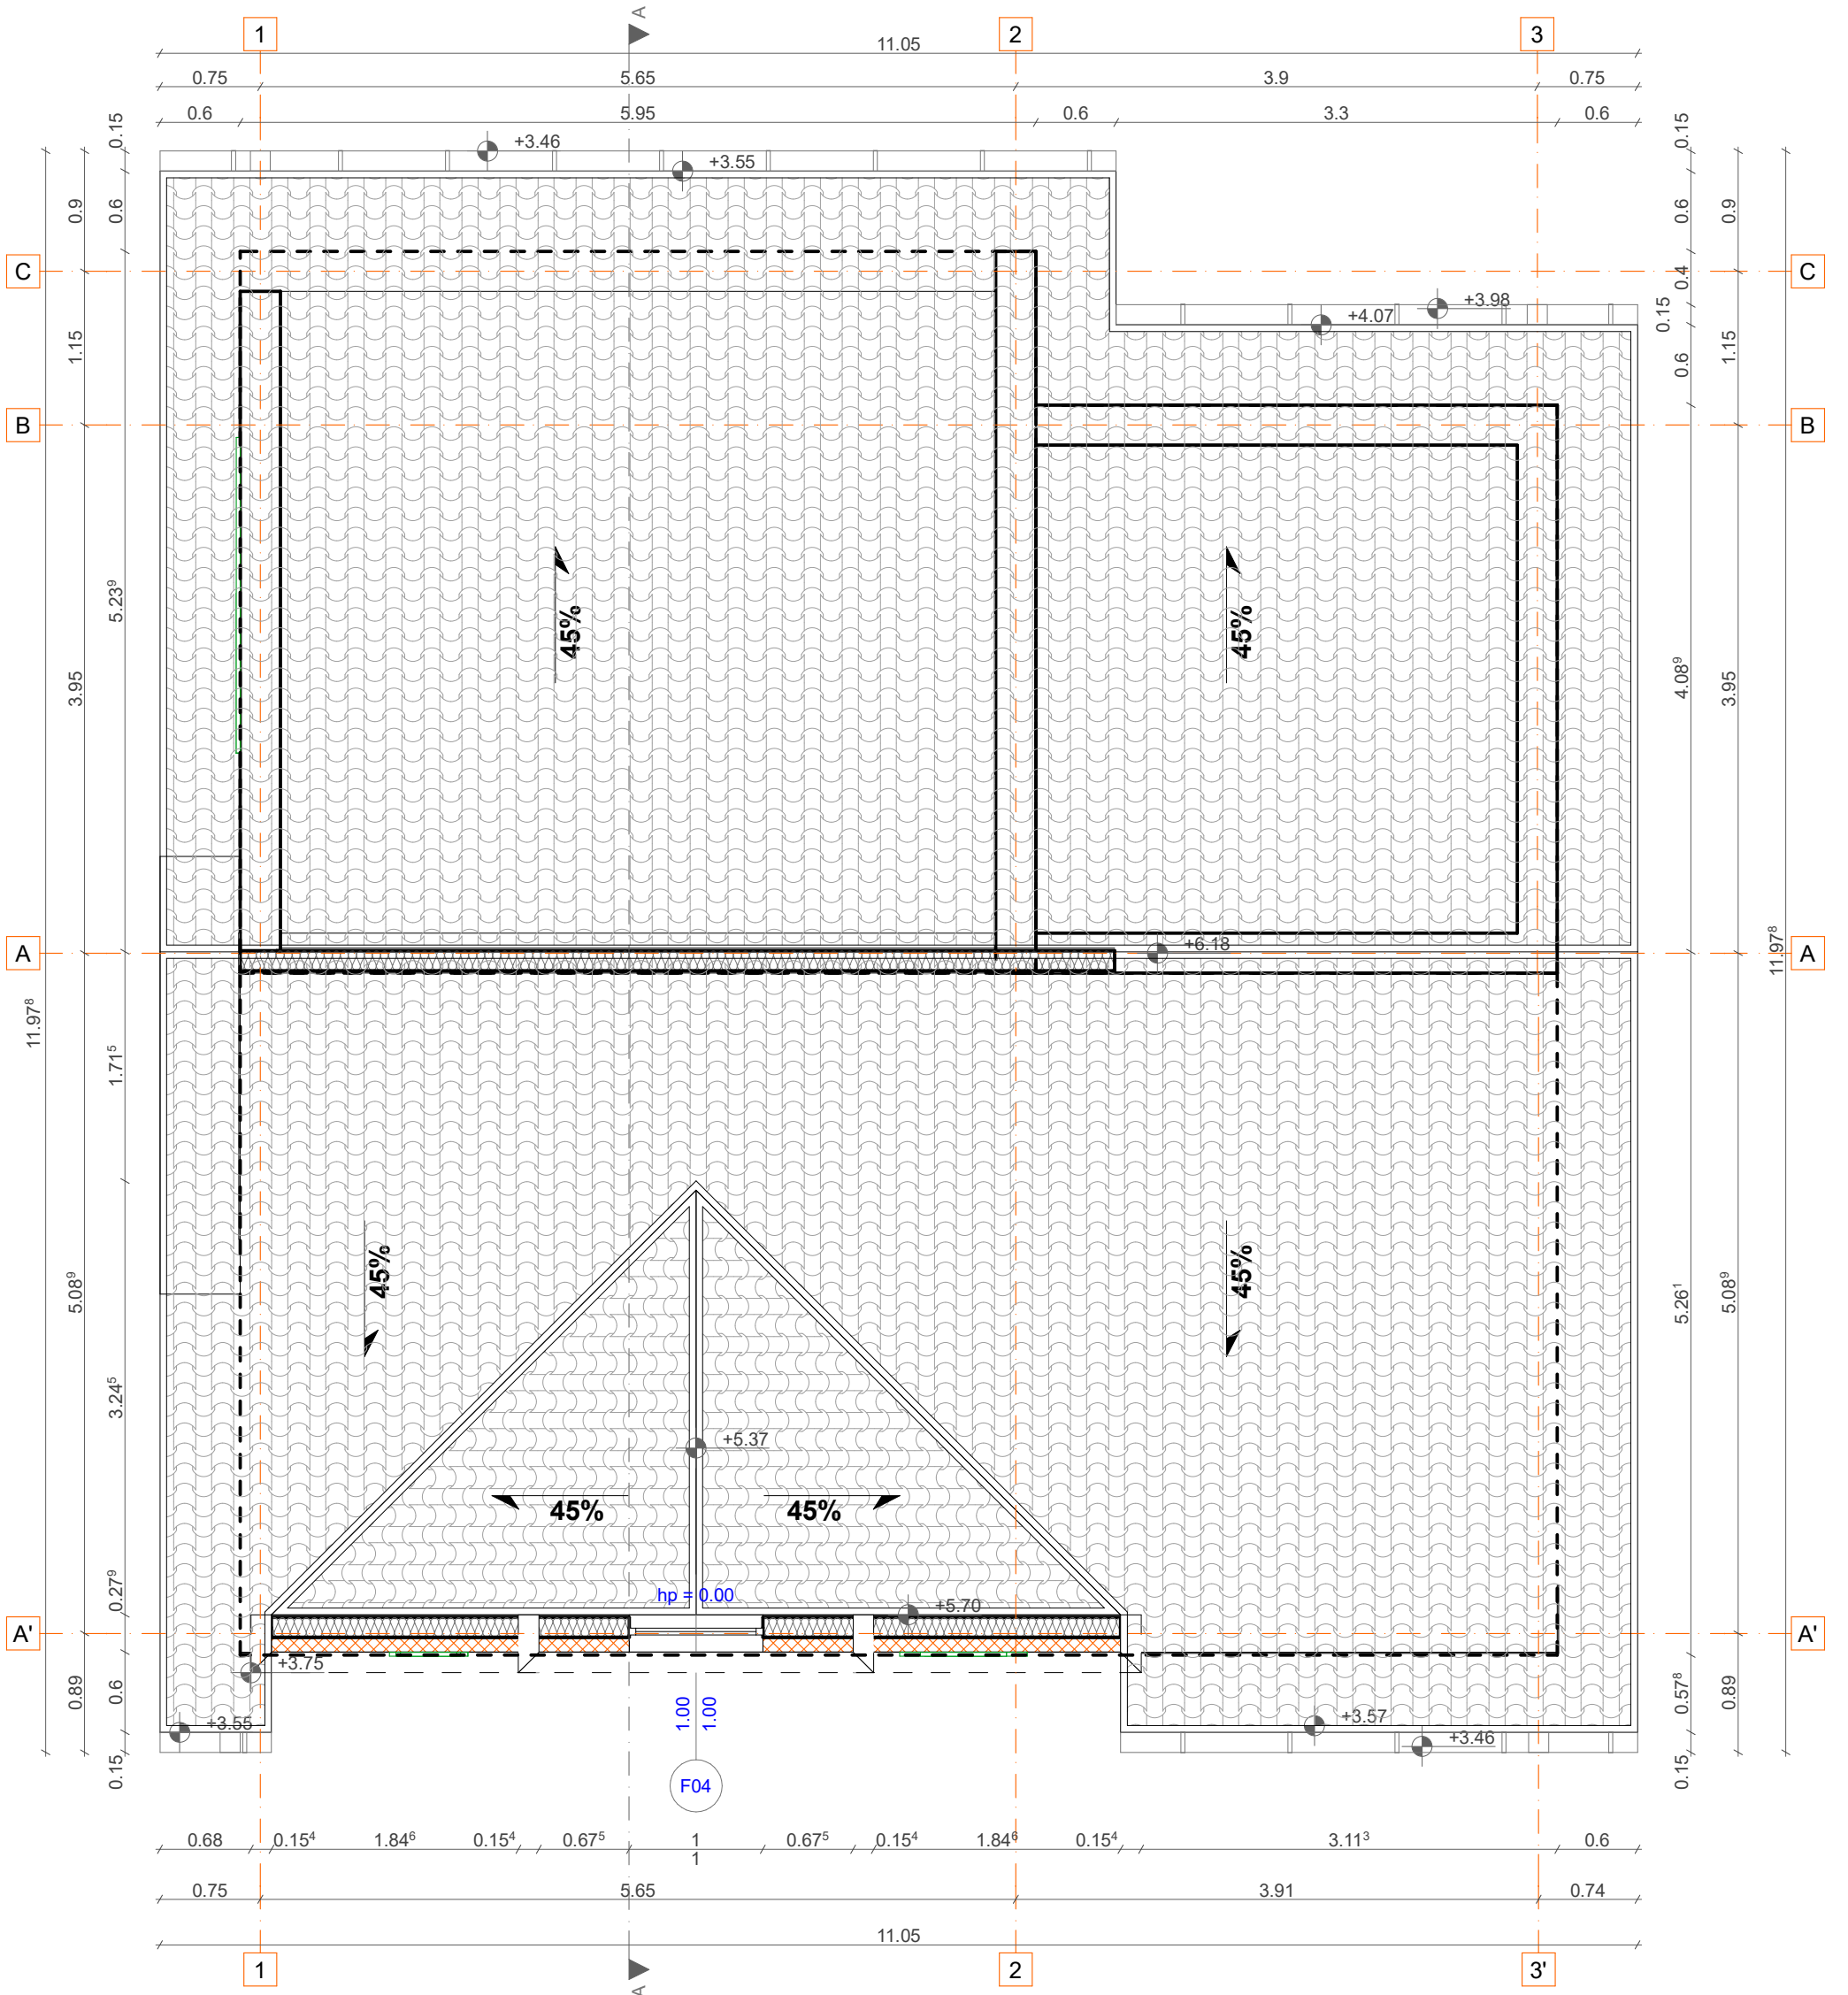 A
1 2 3
11.05
0.75 5.65 3.9 0.75
0.6 5.95 0.6 3.3 0.6
0.15 0.15
+3.46
+3.55
0.9 0.6 0.6 0.9
C C
0.4
+3.98
+4.07
0.15
1.15 0.6 1.15
B B
45% 45%
5.23⁹ 4.08⁹
3.95 3.95
+6.18
A A
11.97⁸ 11.97⁸
1.71⁵
45% 45%
5.08⁹ 5.26¹ 5.08⁹
3.24⁵
+5.37
45% 45%
hp = 0.00
0.27⁹
+5.70
A' A'
+3.75
0.89 0.6 0.57⁸ 0.89
1.00 1.00
+3.55 +3.57
+3.46
0.15 0.15
F04
0.68 0.15⁴ 1.84⁶ 0.15⁴ 0.67⁵ 1 0.67⁵ 0.15⁴ 1.84⁶ 0.15⁴ 3.11³ 0.6
1
0.75 5.65 3.91 0.74
11.05
1 2 3'
A